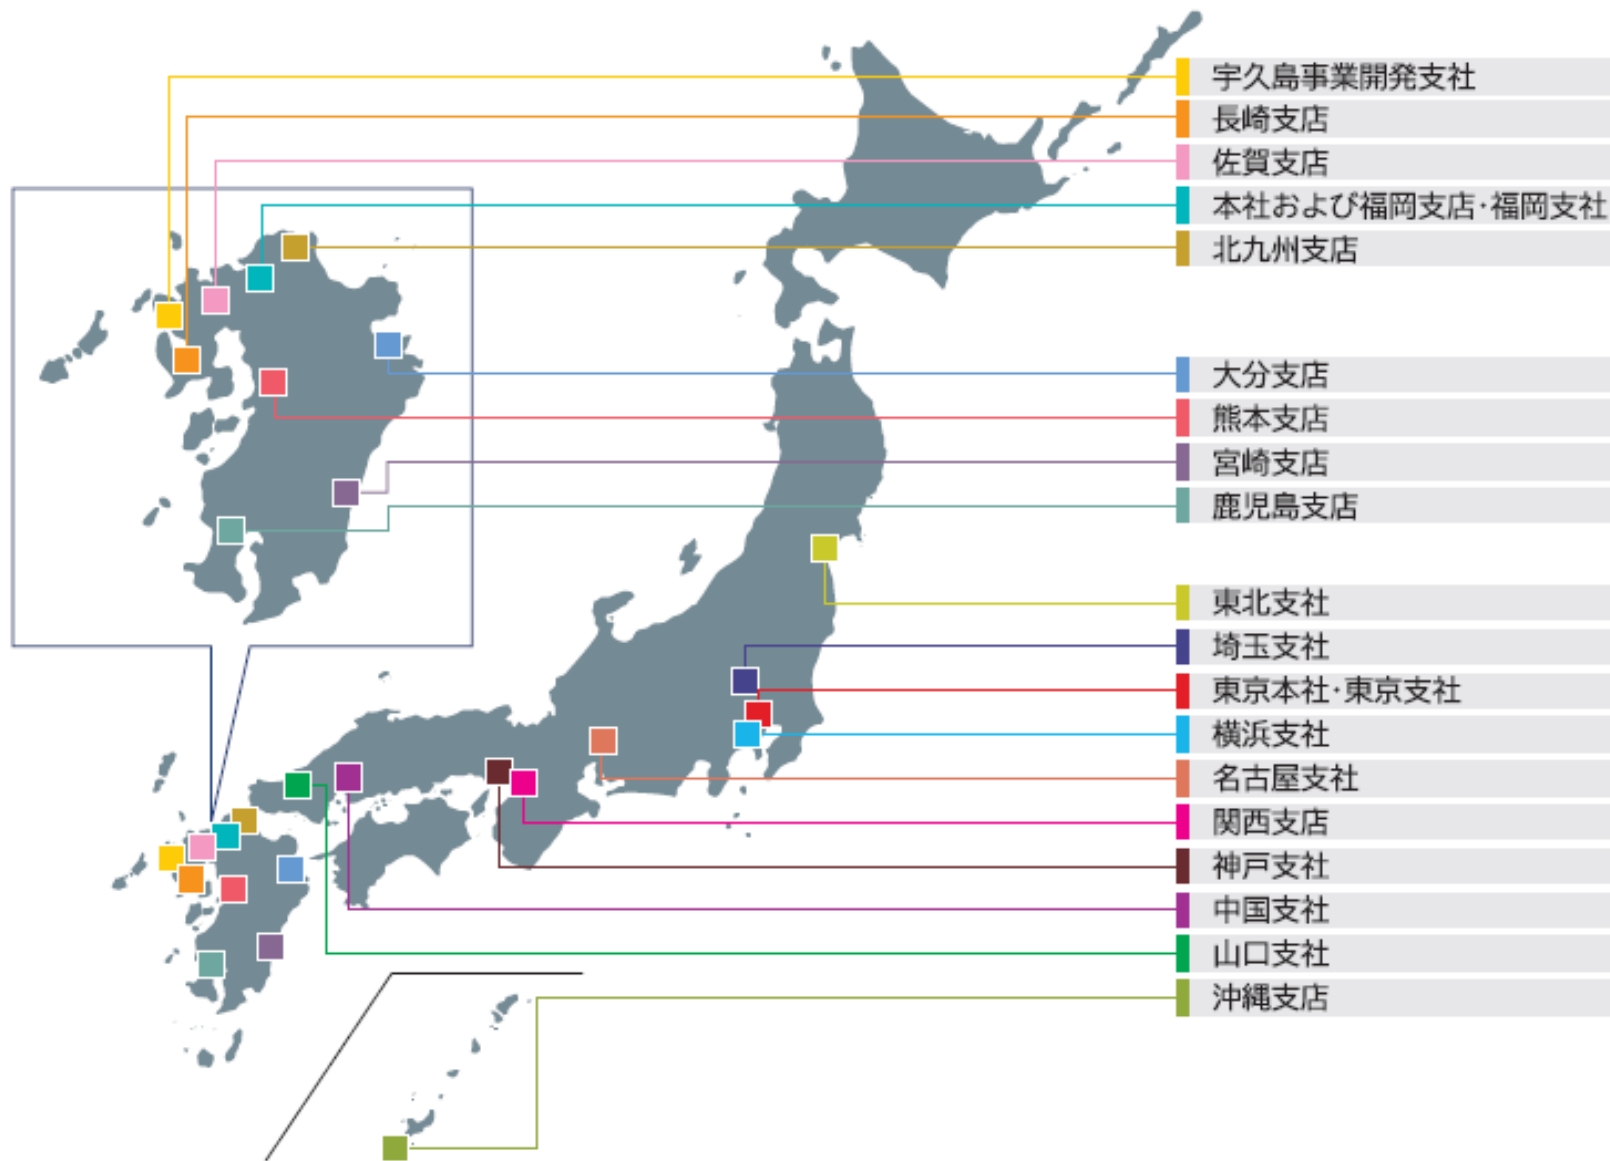 宇久島事業開発支社
長崎支店
佐賀支店
本社および福岡支店·福岡支社
北九州支店
大分支店
熊本支店
宮崎支店
鹿児島支店
東北支社
埼玉支社
東京本社·東京支社
横浜支社
名古屋支社
関西支店
神戸支社
中国支社
山口支社
沖縄支店